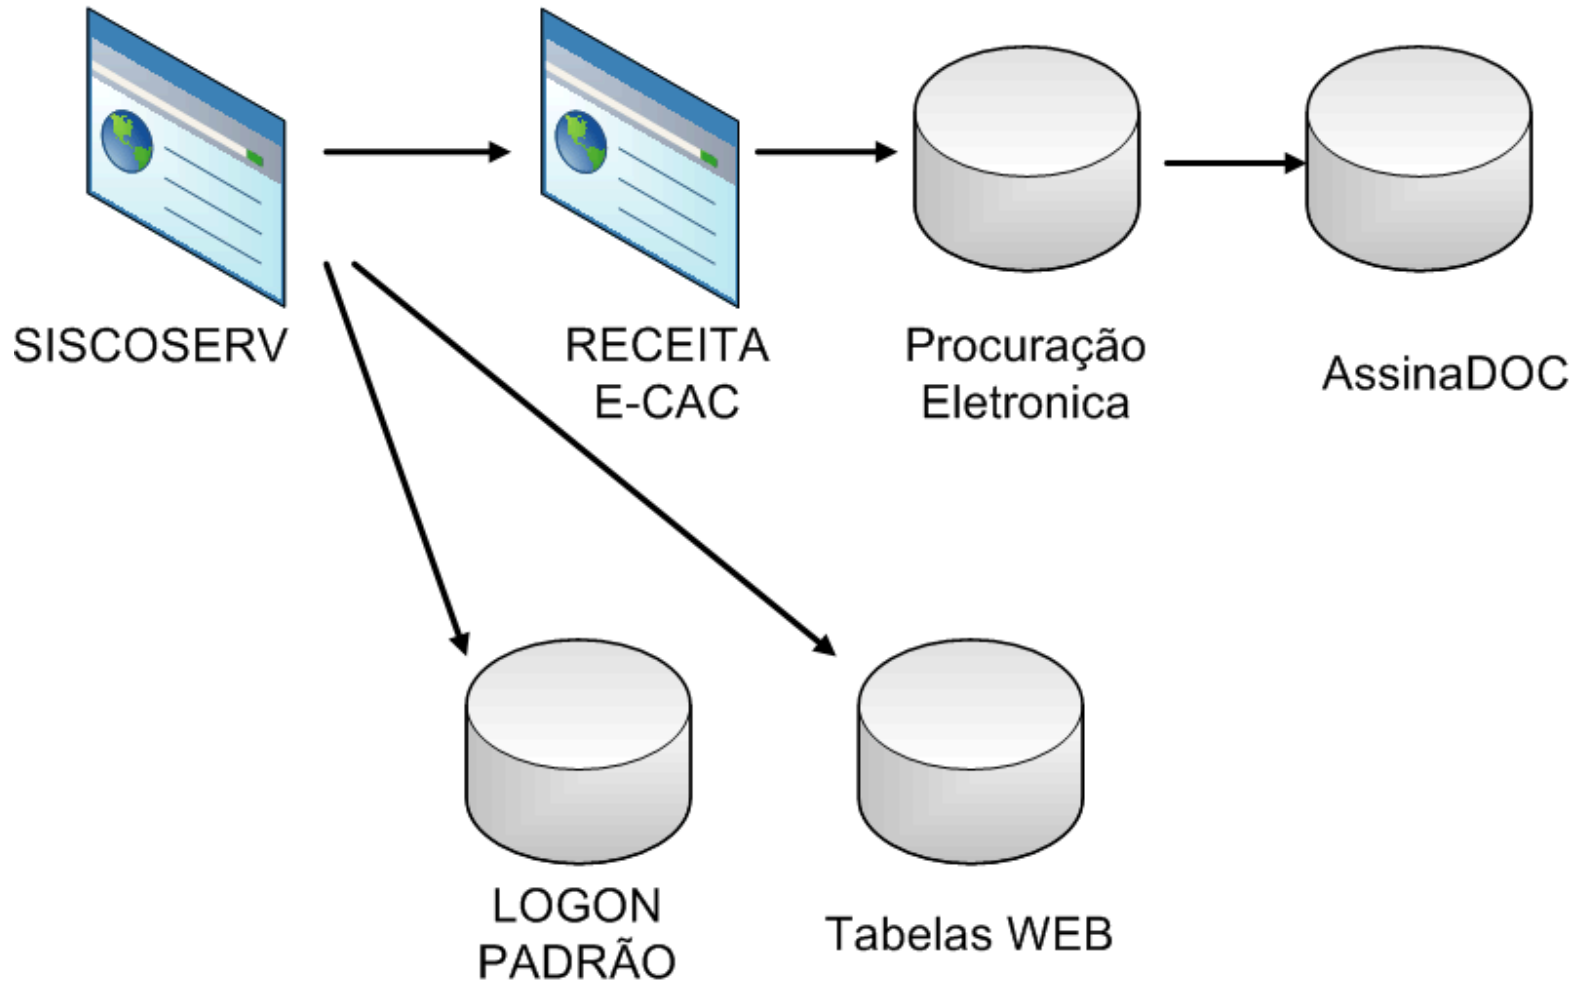 SISCOSERV
RECEITA
E-CAC
Procuração
Eletronica
AssinaDOC
LOGON
PADRÃO
Tabelas WEB